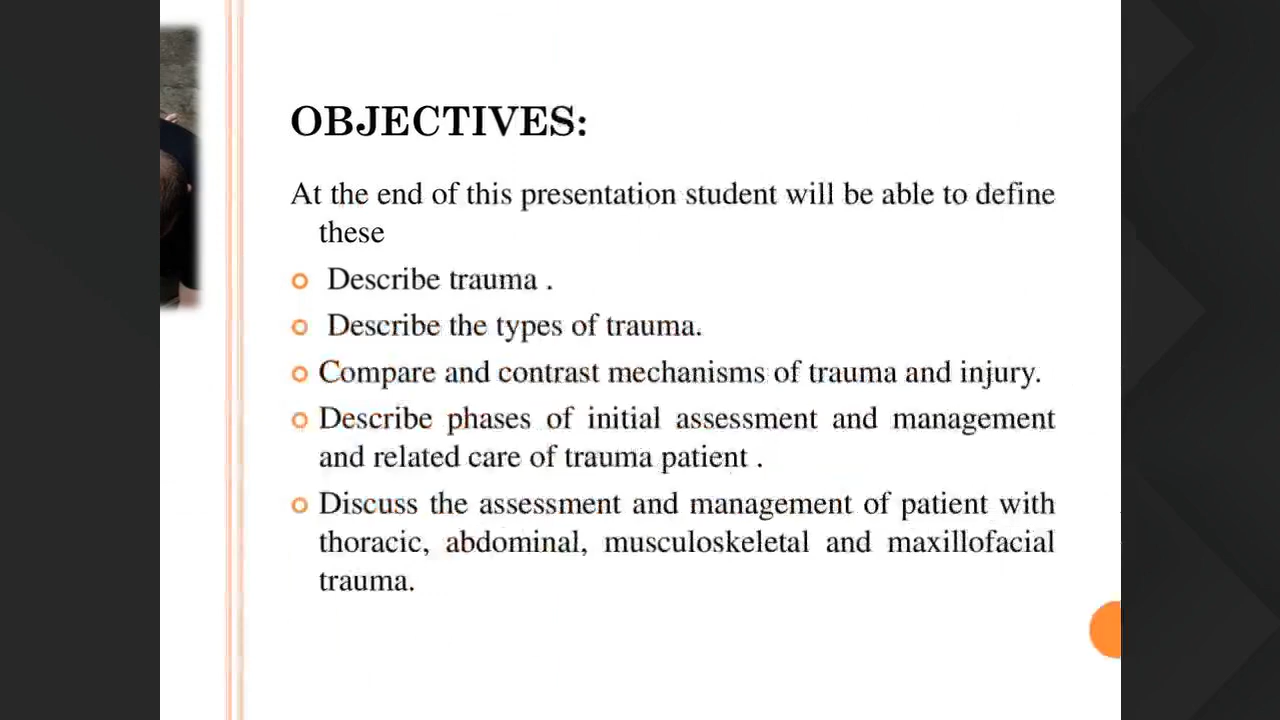 OBJECTIVES:
At the end of this presentation student will be able to define
these
Describe trauma .
Describe the types of trauma.
Compare and contrast mechanisms of trauma and injury.
Describe phases of initial assessment and management
and related care of trauma patient .
Discuss the assessment and management of patient with
thoracic, abdominal, musculoskeletal and maxillofacial
trauma.